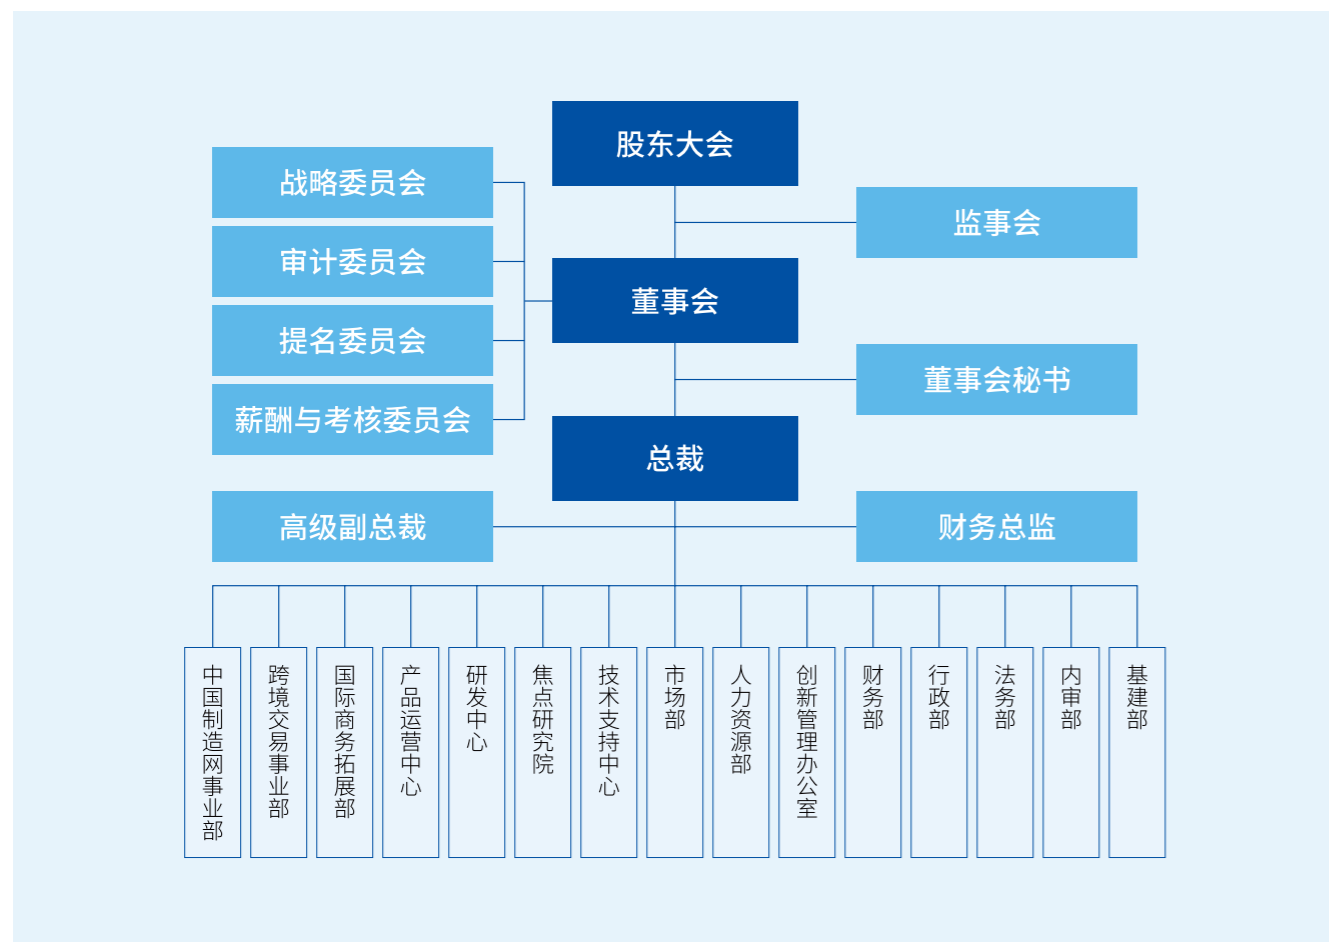 股东大会
战略委员会
监事会
审计委员会
董事会
提名委员会
董事会秘书
薪酬与考核委员会
总裁
高级副总裁
财务总监
中国制造网事业部
跨境交易事业部
国际商务拓展部
产品运营中心
研发中心
焦点研究院
技术支持中心
市场部
人力资源部
创新管理办公室
财务部
行政部
法务部
内审部
基建部